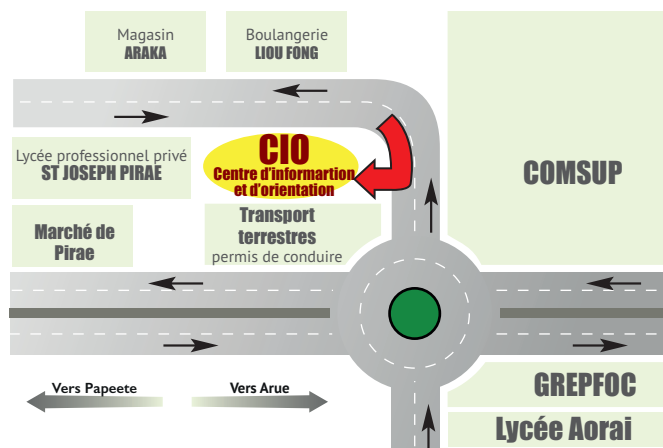 Magasin
ARAKA
Boulangerie
LIOU FONG
Lycée professionnel privé
ST JOSEPH PIRAE
CIO
Centre d'informartion
et d'orientation
COMSUP
Marché de
Pirae
Transport
terrestres
permis de conduire
GREPFOC
Vers Papeete
Vers Arue
Lycée Aorai